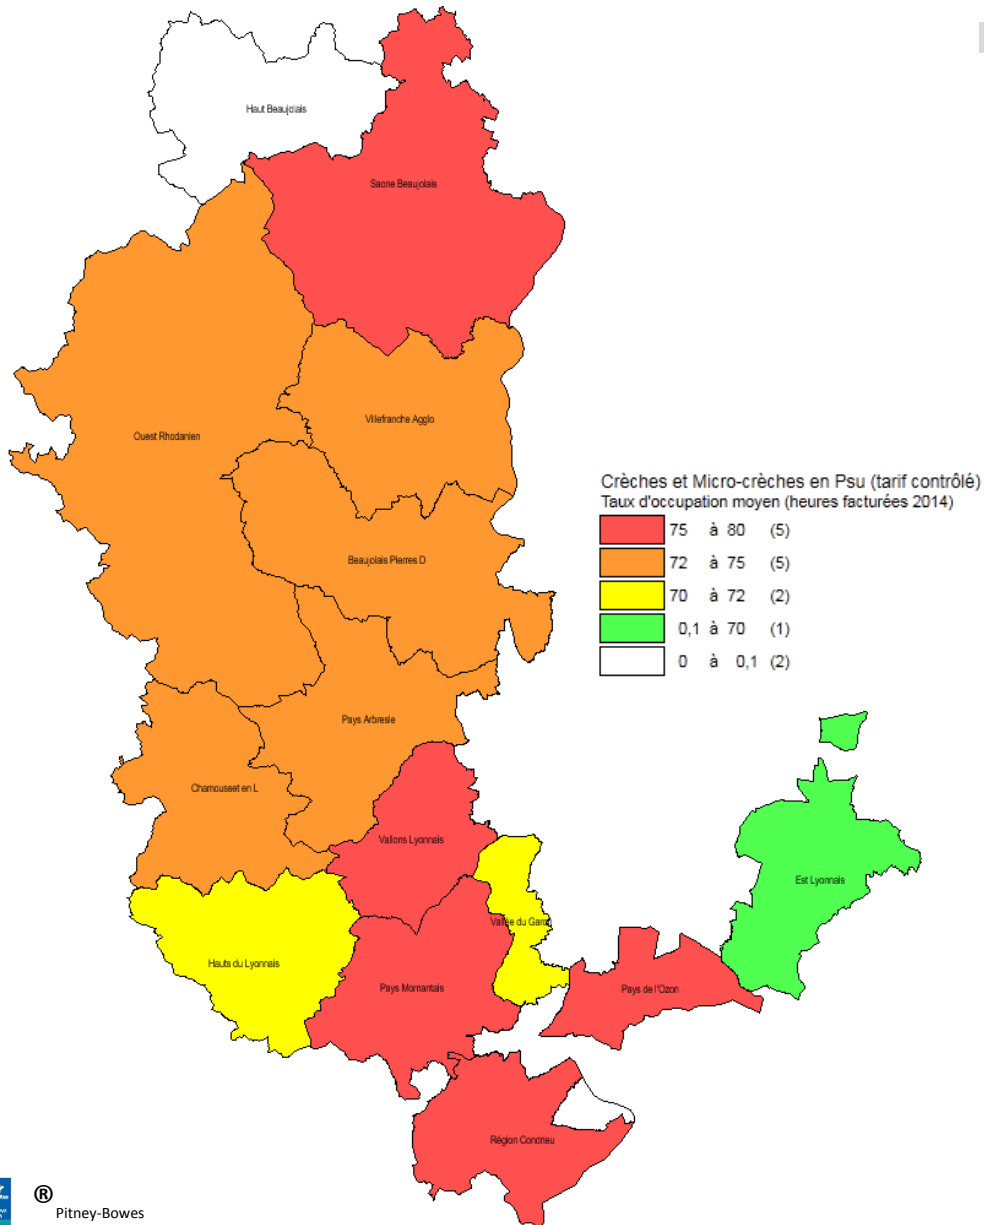 Haut Beaujolais
Saone Beaujolais
Villefranche Agglo
Ouest Rhodanien
Crèches et Micro-crèches en Psu (tarif contrôlé)
Taux d'occupation moyen (heures facturées 2014)
75 à 80 (5)
72 à 75 (5)
70 à 72 (2)
0,1 à 70 (1)
0 à 0,1 (2)
Beaujolais Pierres D
Pays Arbresle
Chamousset en L
Vallons Lyonnais
Est Lyonnais
Vallée du Garon
Hauts du Lyonnais
Pays Mornantais
Pays de l'Ozon
Région Condrieu
®
Pitney-Bowes